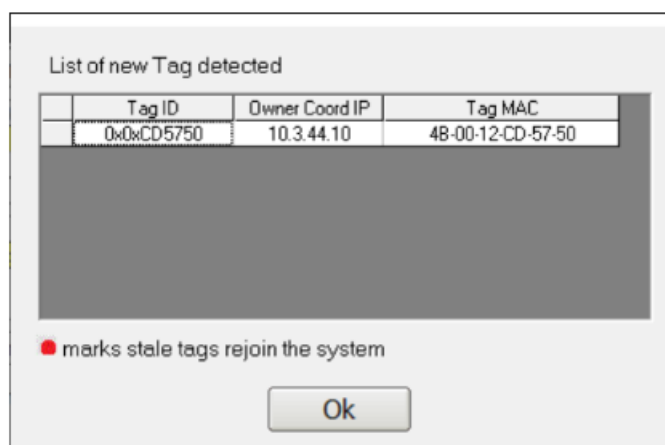 List of new Tag detected
Tag ID Owner Coord IP Tag MAC
0x0xCD5750 10.3.44.10 4B-00-12-CD-57-50
marks stale tags rejoin the system
Ok